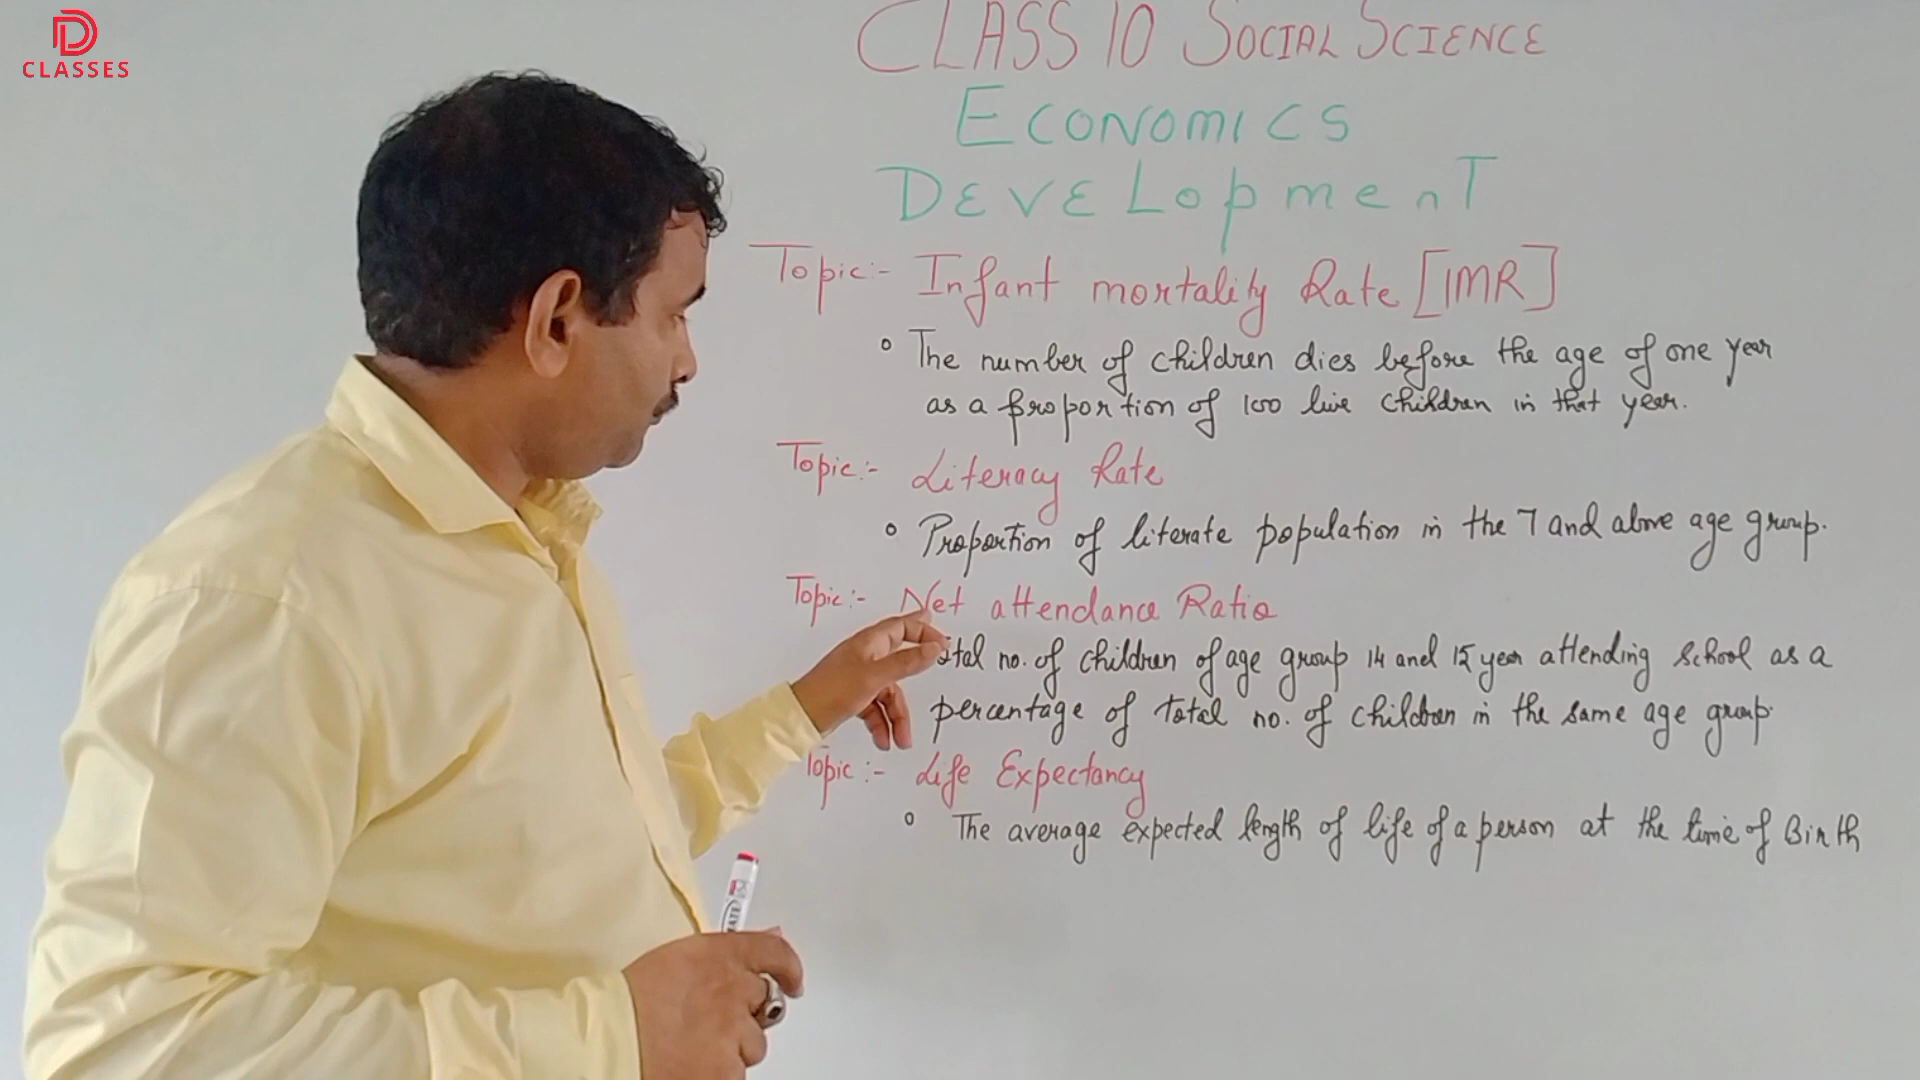 D
CLASSES
CLASS 10 SOCIAL SCIENCE
ECONOMICS
DEVELOPMENT
Topic:- Infant mortality Rate [IMR]
The number of children dies before the age of one year
as a proportion of 100 live children in that year.
Topic:- Literacy Rate
Proportion of literate population in the 7 and above age group.
Topic:- Net attendance Ratio
no. of children of age group 14 and 15 year attending school as a
percentage of total no. of children in the same age group.
Topic:- Life Expectancy
The average expected length of life of a person at the time of Birth